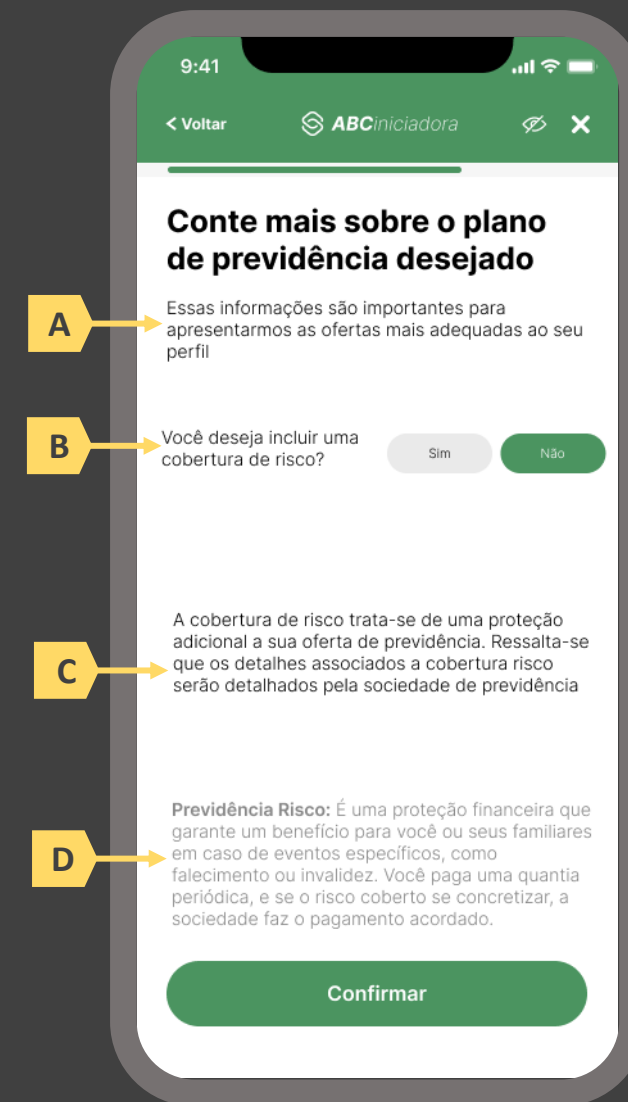 9:41
< Voltar
ABCiniciadora
Conte mais sobre o plano
de previdência desejado
A
Essas informações são importantes para
apresentarmos as ofertas mais adequadas ao seu
perfil
B
Você deseja incluir uma
cobertura de risco?
Sim
Não
C
A cobertura de risco trata-se de uma proteção
adicional a sua oferta de previdência. Ressalta-se
que os detalhes associados a cobertura risco
serão detalhados pela sociedade de previdência
D
Previdência Risco: É uma proteção financeira que
garante um benefício para você ou seus familiares
em caso de eventos específicos, como
falecimento ou invalidez. Você paga uma quantia
periódica, e se o risco coberto se concretizar, a
sociedade faz o pagamento acordado.
Confirmar